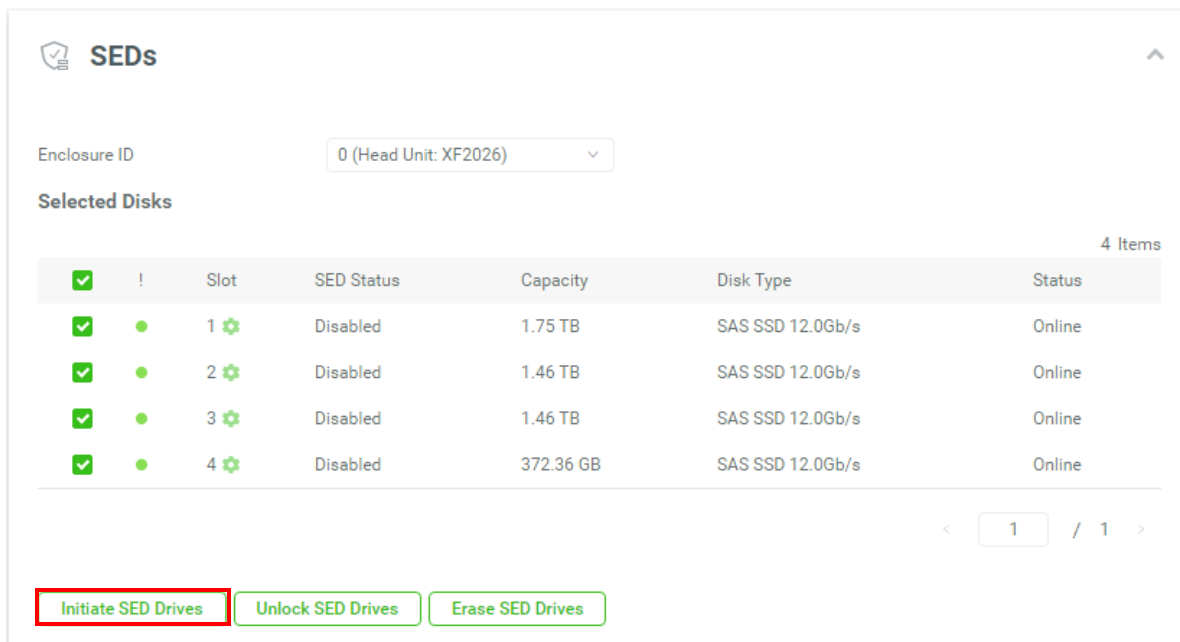 SEDs
Enclosure ID 0 (Head Unit: XF2026)
Selected Disks
4 Items
! Slot SED Status Capacity Disk Type Status
1 Disabled 1.75 TB SAS SSD 12.0Gb/s Online
2 Disabled 1.46 TB SAS SSD 12.0Gb/s Online
3 Disabled 1.46 TB SAS SSD 12.0Gb/s Online
4 Disabled 372.36 GB SAS SSD 12.0Gb/s Online
< 1 / 1 >
Initiate SED Drives Unlock SED Drives Erase SED Drives